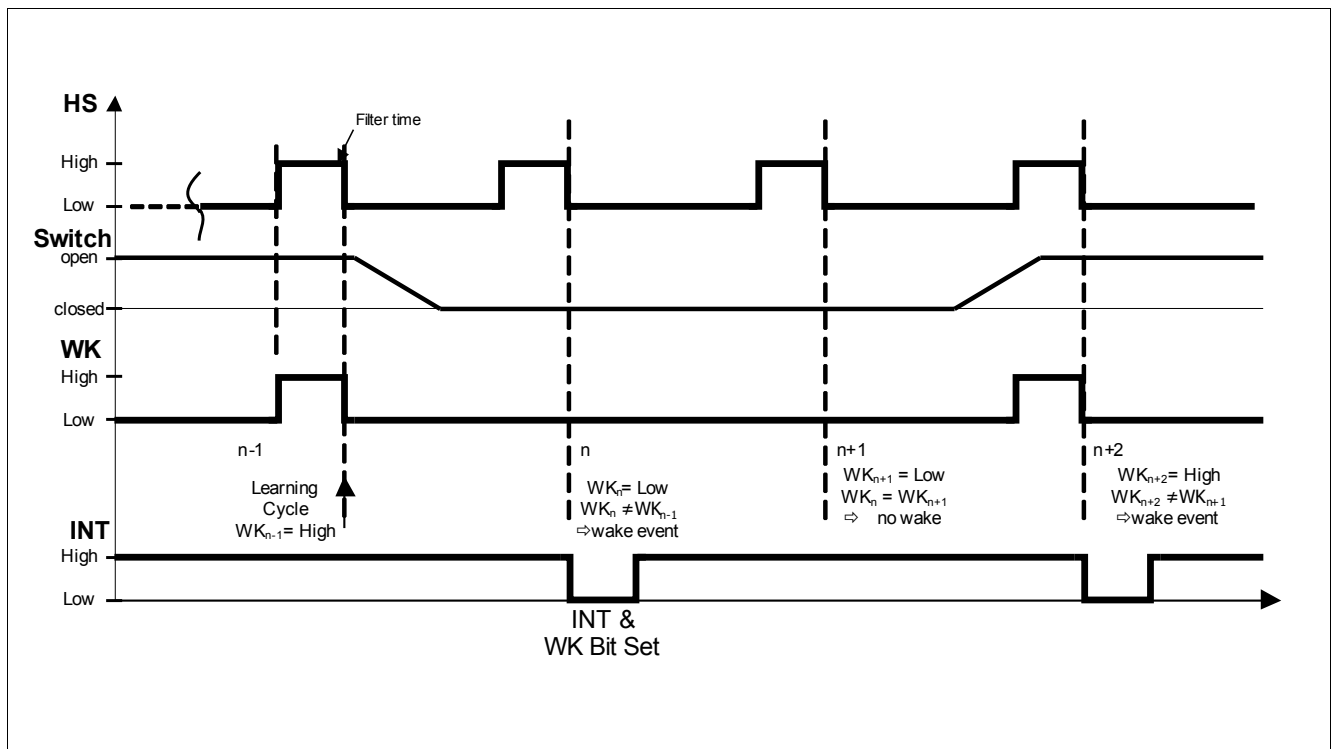 HS
Filter time
High
Low
Switch
open
closed
WK
High
Low
n-1
n
n+1
n+2
Learning
Cycle
WKn-1= High
WKn= Low
WKn ≠WKn-1
⇨wake event
WKn+1 = Low
WKn = WKn+1
⇨ no wake
WKn+2= High
WKn+2 ≠WKn+1
⇨wake event
INT
High
Low
INT &
WK Bit Set